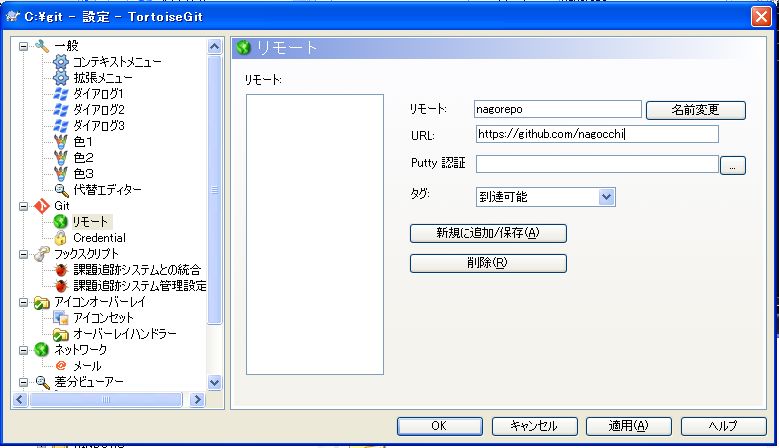 C:¥git - 設定 - TortoiseGit
一般
コンテキストメニュー
拡張メニュー
ダイアログ1
ダイアログ2
ダイアログ3
色1
色2
色3
代替エディター
Git
リモート
Credential
フックスクリプト
課題追跡システムとの統合
課題追跡システム管理設定
アイコンオーバーレイ
アイコンセット
オーバーレイハンドラー
ネットワーク
メール
差分ビューアー
リモート
リモート:
リモート: nagorepo 名前変更
URL: https://github.com/nagocchi
Putty 認証 ...
タグ: 到達可能
新規に追加/保存(A)
削除(R)
OK キャンセル 適用(A) ヘルプ